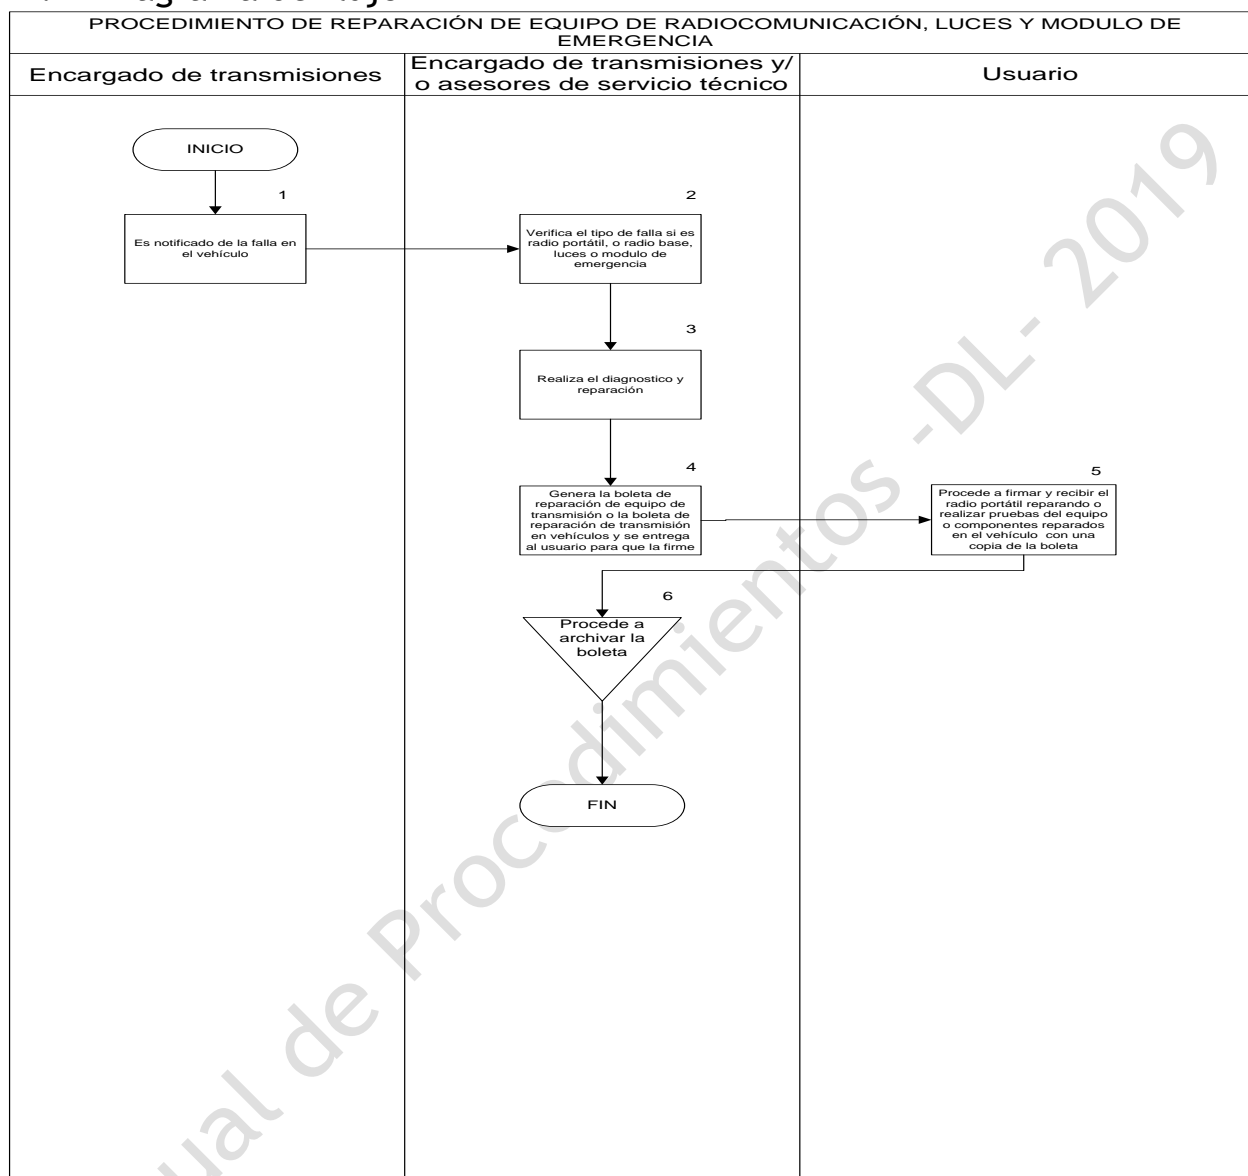 PROCEDIMIENTO DE REPARACIÓN DE EQUIPO DE RADIOCOMUNICACIÓN, LUCES Y MODULO DE
EMERGENCIA
Encargado de transmisiones
Encargado de transmisiones y/
o asesores de servicio técnico
Usuario
INICIO
1
Es notificado de la falla en
el vehículo
2
Verifica el tipo de falla si es
radio portátil, o radio base,
luces o modulo de
emergencia
3
Realiza el diagnostico y
reparación
4
Genera la boleta de
reparación de equipo de
transmisión o la boleta de
reparación de transmisión
en vehículos y se entrega
al usuario para que la firme
5
Procede a firmar y recibir el
radio portátil reparando o
realizar pruebas del equipo
o componentes reparados
en el vehículo con una
copia de la boleta
6
Procede a
archivar la
boleta
FIN
de Procedimientos -DL- 2019